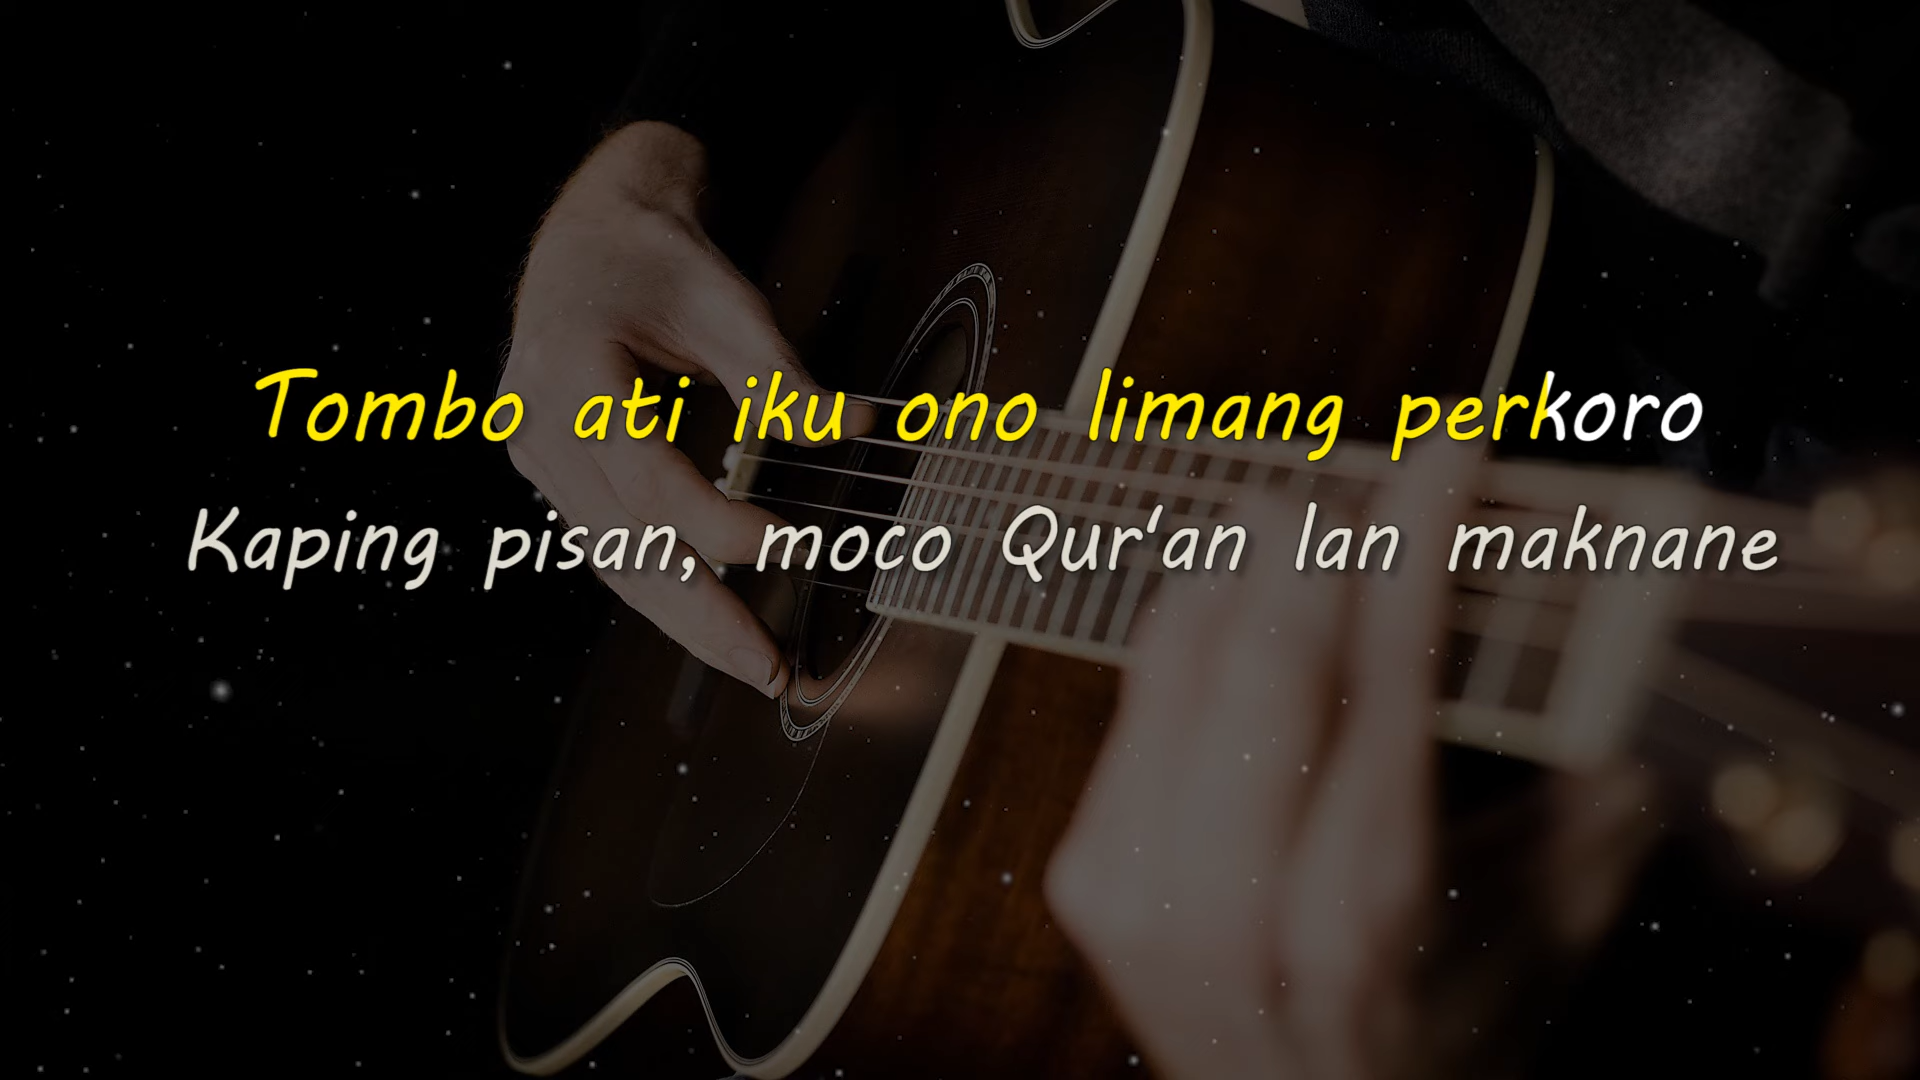 Tombo ati iku ono limang perkoro
Kaping pisan, moco Qur'an lan maknane